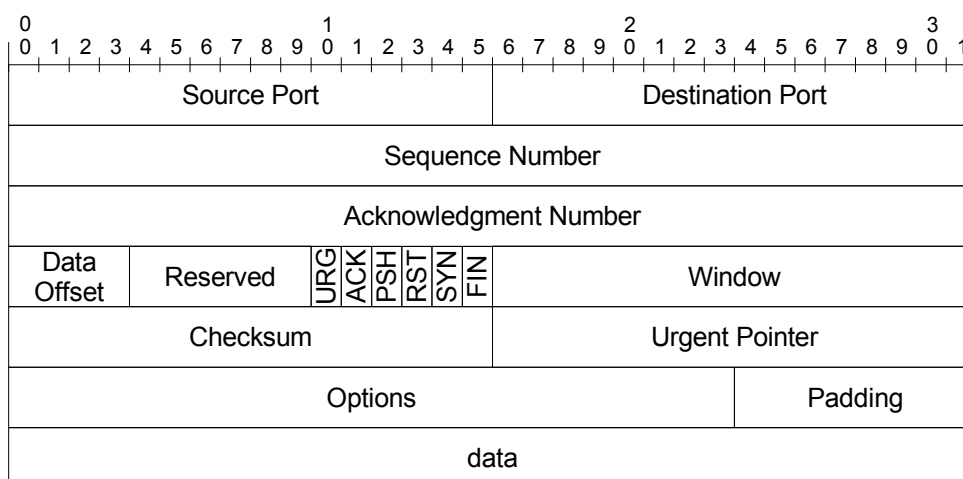 0 1 2 3
0 1 2 3 4 5 6 7 8 9 0 1 2 3 4 5 6 7 8 9 0 1 2 3 4 5 6 7 8 9 0 1
Source Port Destination Port
Sequence Number
Acknowledgment Number
Data Offset Reserved URG ACK PSH RST SYN FIN Window
Checksum Urgent Pointer
Options Padding
data